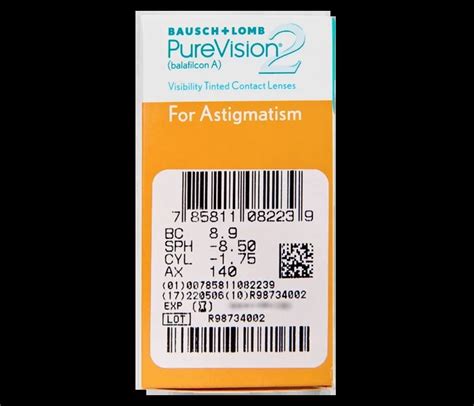 BAUSCH+LOMB
PureVision®2
(balafilcon A)
Visibility Tinted Contact Lenses
For Astigmatism
7 85811 08223 9
BC 8.9
SPH -8.50
CYL -1.75
AX 140
(01)00785811082239
(17)220506(10)R98734002
EXP
LOT R98734002